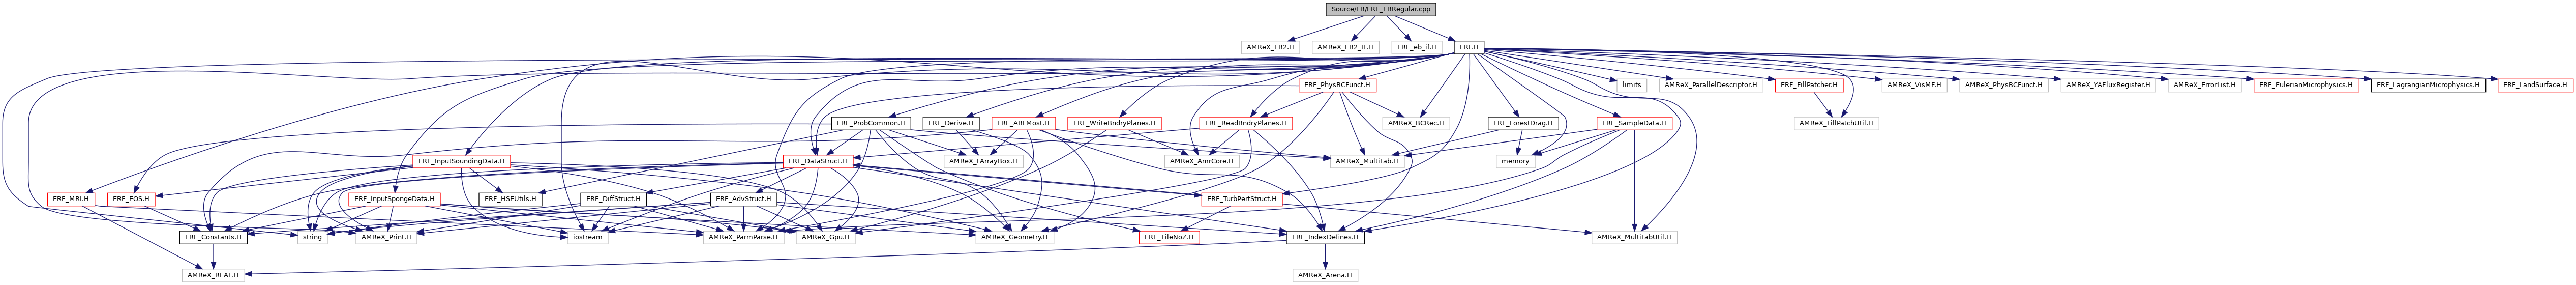 Source/EB/ERF_EBRegular.cpp
AMReX_EB2.H
AMReX_EB2_IF.H
ERF_eb_if.H
ERF.H
ERF_PhysBCFunct.H
limits
AMReX_ParallelDescriptor.H
ERF_FillPatcher.H
AMReX_VisMF.H
AMReX_PhysBCFunct.H
AMReX_YAFluxRegister.H
AMReX_ErrorList.H
ERF_EulerianMicrophysics.H
ERF_LagrangianMicrophysics.H
ERF_LandSurface.H
ERF_ProbCommon.H
ERF_Derive.H
ERF_ABLMost.H
ERF_WriteBndryPlanes.H
ERF_ReadBndryPlanes.H
AMReX_BCRec.H
ERF_ForestDrag.H
ERF_SampleData.H
AMReX_FillPatchUtil.H
ERF_InputSoundingData.H
ERF_DataStruct.H
AMReX_FArrayBox.H
AMReX_AmrCore.H
AMReX_MultiFab.H
memory
ERF_MRI.H
ERF_EOS.H
ERF_InputSpongeData.H
ERF_HSEUtils.H
ERF_DiffStruct.H
ERF_AdvStruct.H
ERF_TurbPertStruct.H
ERF_Constants.H
string
AMReX_Print.H
iostream
AMReX_ParmParse.H
AMReX_Gpu.H
AMReX_Geometry.H
ERF_TileNoZ.H
ERF_IndexDefines.H
AMReX_MultiFabUtil.H
AMReX_REAL.H
AMReX_Arena.H